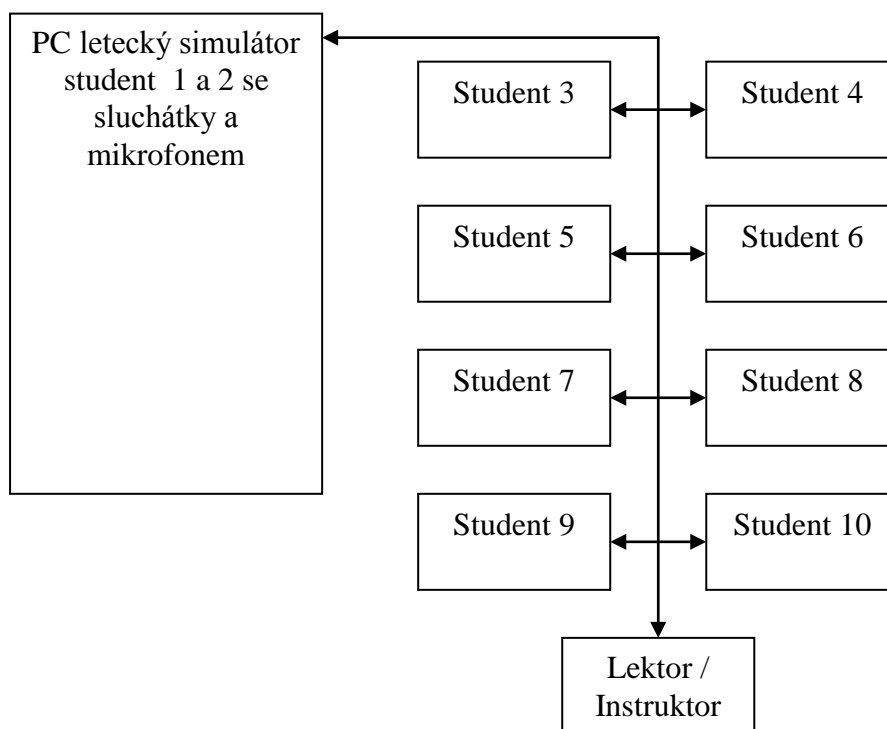 PC letecký simulátor
student 1 a 2 se
sluchátky a
mikrofonem
Student 3
Student 4
Student 5
Student 6
Student 7
Student 8
Student 9
Student 10
Lektor /
Instruktor